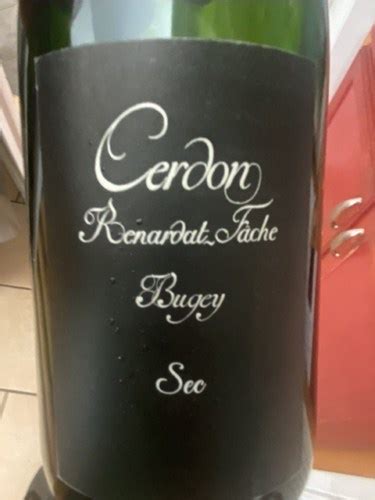 Cerdon
Renardat-Fâche
Bugey
Sec